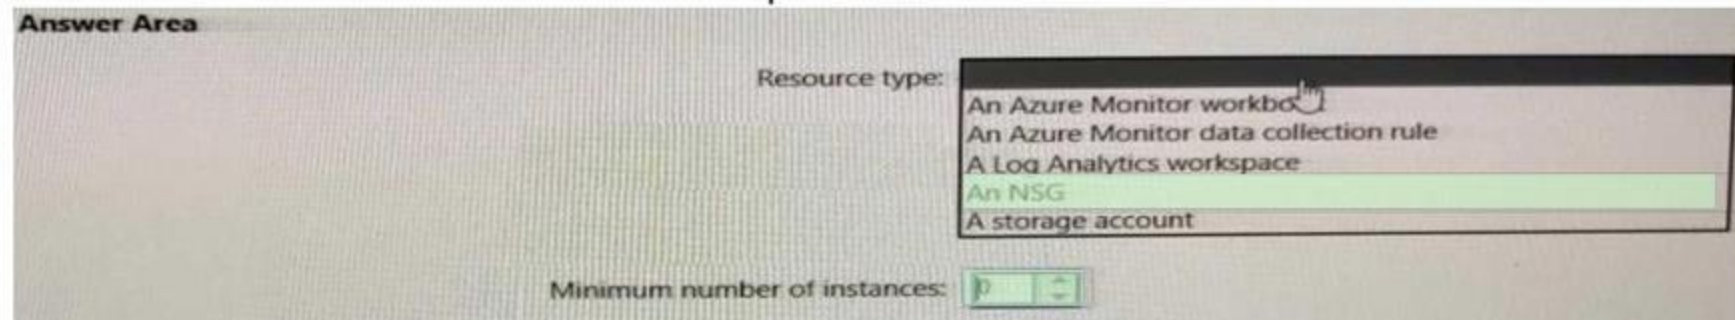 Answer Area
Resource type:
An Azure Monitor
An Azure Monitor data collection rule
A Log Analytics workspace
An NSG
A storage account
Minimum number of instances: